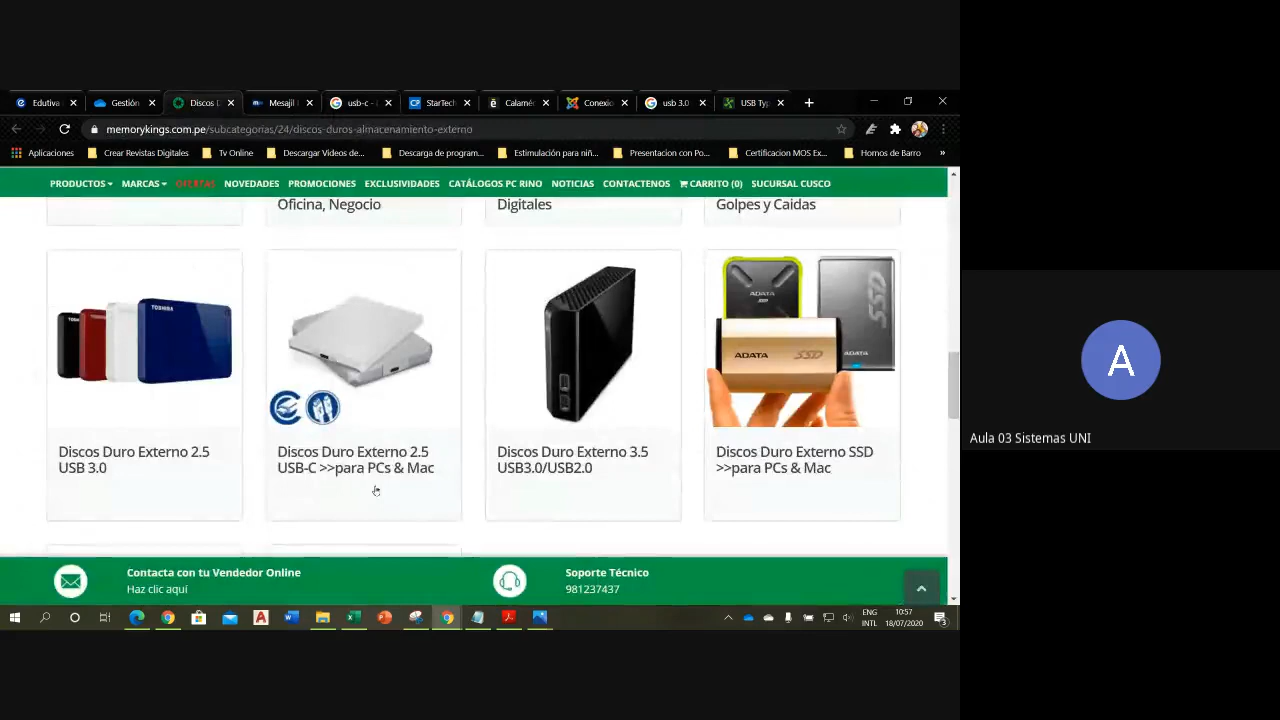 Edutiva
Gestión
Discos D
Mesajil
usb-c -
StarTech
Calamé
Conexio
usb 3.0
USB Typ
memorykings.com.pe/subcategorias/24/discos-duros-almacenamiento-externo
Aplicaciones
Crear Revistas Digitales
Tv Online
Descargar Videos de...
Descarga de program...
Estimulación para niñ...
Presentacion con Po...
Certificacion MOS Ex...
Hornos de Barro
»
PRODUCTOS
MARCAS
OFERTAS
NOVEDADES
PROMOCIONES
EXCLUSIVIDADES
CATÁLOGOS PC RINO
NOTICIAS
CONTACTENOS
CARRITO (0)
SUCURSAL CUSCO
Oficina, Negocio
Digitales
Golpes y Caidas
TOSHIBA
ADATA
SSD
ADATA
SSD
ADATA
Discos Duro Externo 2.5
USB 3.0
Discos Duro Externo 2.5
USB-C >>para PCs & Mac
Discos Duro Externo 3.5
USB3.0/USB2.0
Discos Duro Externo SSD
>>para PCs & Mac
Contacta con tu Vendedor Online
Haz clic aquí
Soporte Técnico
981237437
ENG
INTL
10:57
18/07/2020
A
Aula 03 Sistemas UNI